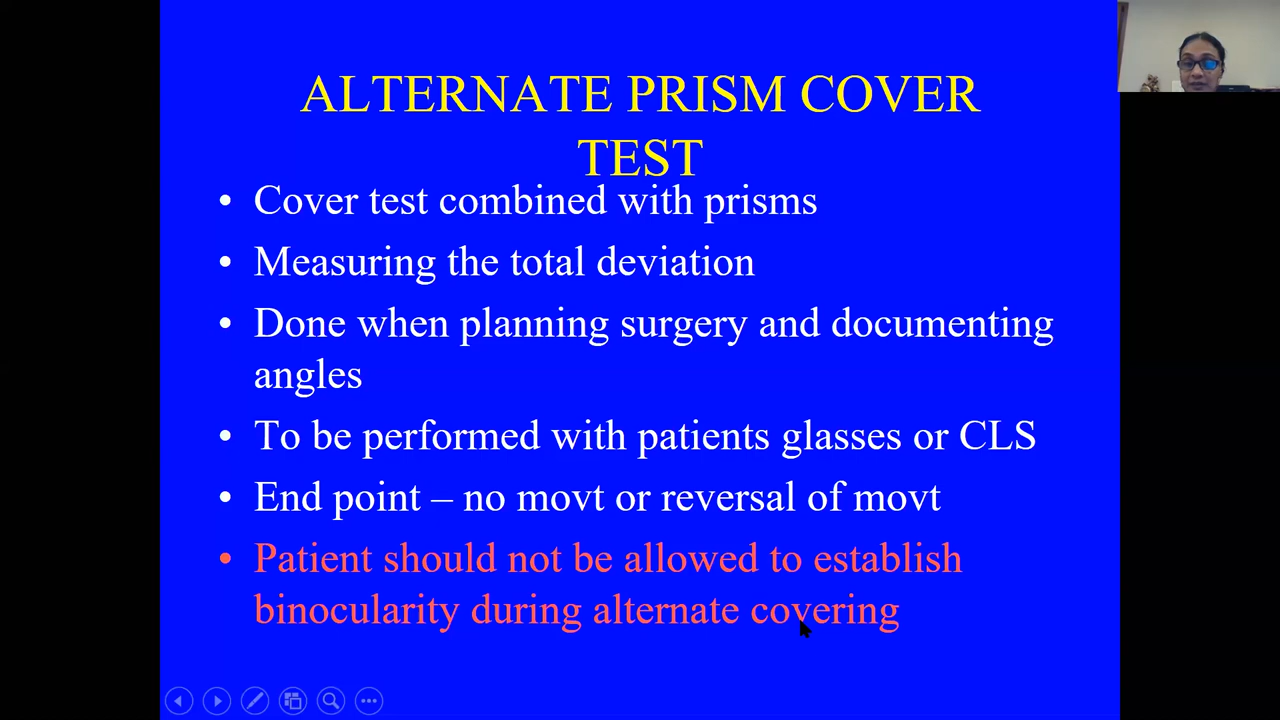 ALTERNATE PRISM COVER
TEST
• Cover test combined with prisms
• Measuring the total deviation
• Done when planning surgery and documenting
angles
• To be performed with patients glasses or CLS
• End point – no movt or reversal of movt
• Patient should not be allowed to establish
binocularity during alternate covering